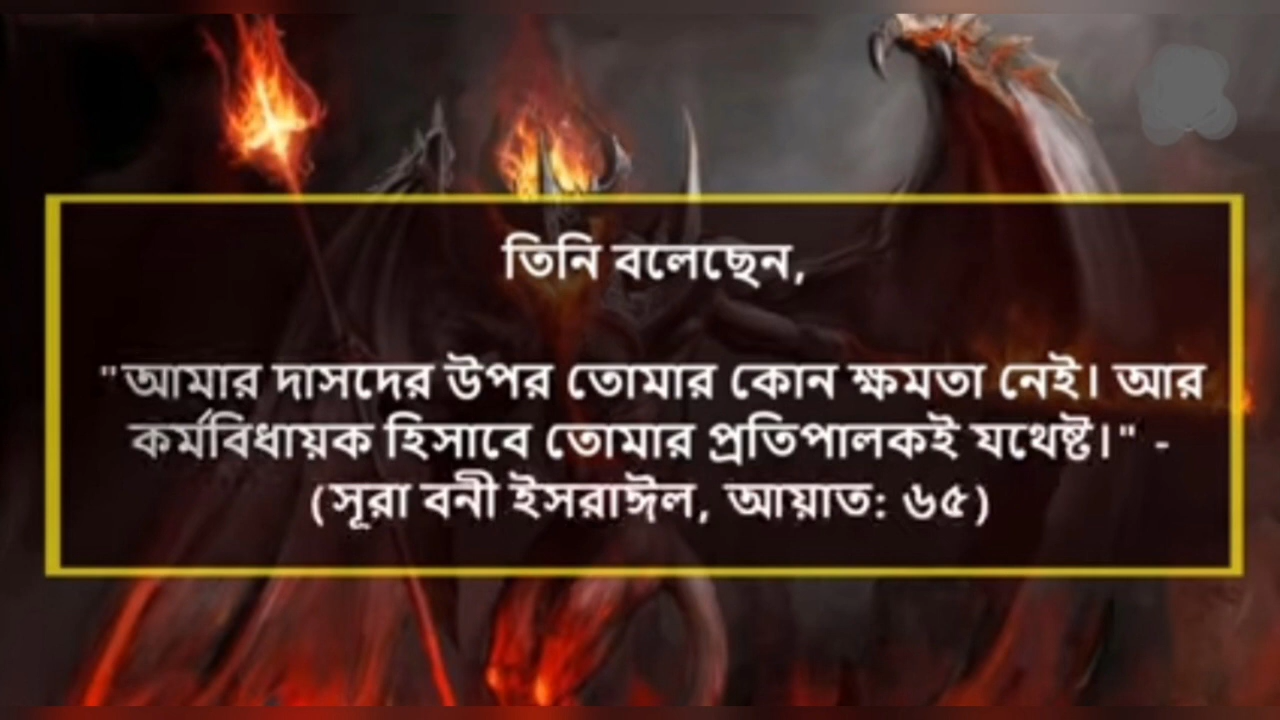 তিনি বলেছেন,
"আমার দাসদের উপর তোমার কোন ক্ষমতা নেই। আর
কর্মবিধায়ক হিসাবে তোমার প্রতিপালকই যথেষ্ট।" -
(সূরা বনী ইসরাঈল, আয়াত: ৬৫)